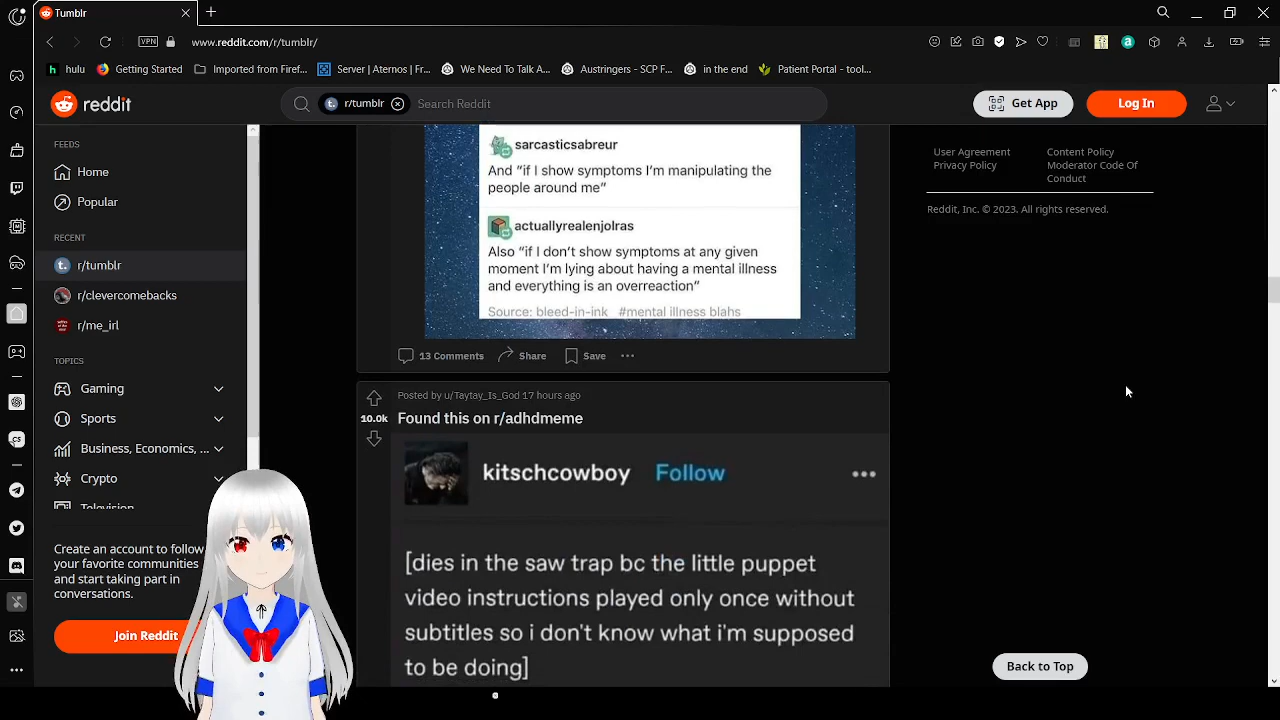 Tumblr
VPN
www.reddit.com/r/tumblr/
hulu
Getting Started
Imported from Firef...
Server | Aternos | Fr...
We Need To Talk A...
Austringers - SCP F...
in the end
Patient Portal - tool...
reddit
r/tumblr
Search Reddit
Get App
Log In
FEEDS
Home
Popular
RECENT
r/tumblr
r/clevercomebacks
r/me_irl
TOPICS
Gaming
Sports
Business, Economics, ...
Crypto
Television
Create an account to follow
your favorite communities
and start taking part in
conversations.
Join Reddit
sarcasticsabreur
And “if I show symptoms I’m manipulating the
people around me”
actuallyrealenjolras
Also “if I don’t show symptoms at any given
moment I’m lying about having a mental illness
and everything is an overreaction”
Source: bleed-in-ink #mental illness blahs
13 Comments Share Save
Posted by u/Taytay_Is_God 17 hours ago
10.0k
Found this on r/adhdmeme
kitschcowboy Follow
[dies in the saw trap bc the little puppet
video instructions played only once without
subtitles so i don't know what i'm supposed
to be doing]
User Agreement
Privacy Policy
Content Policy
Moderator Code Of
Conduct
Reddit, Inc. © 2023. All rights reserved.
Back to Top